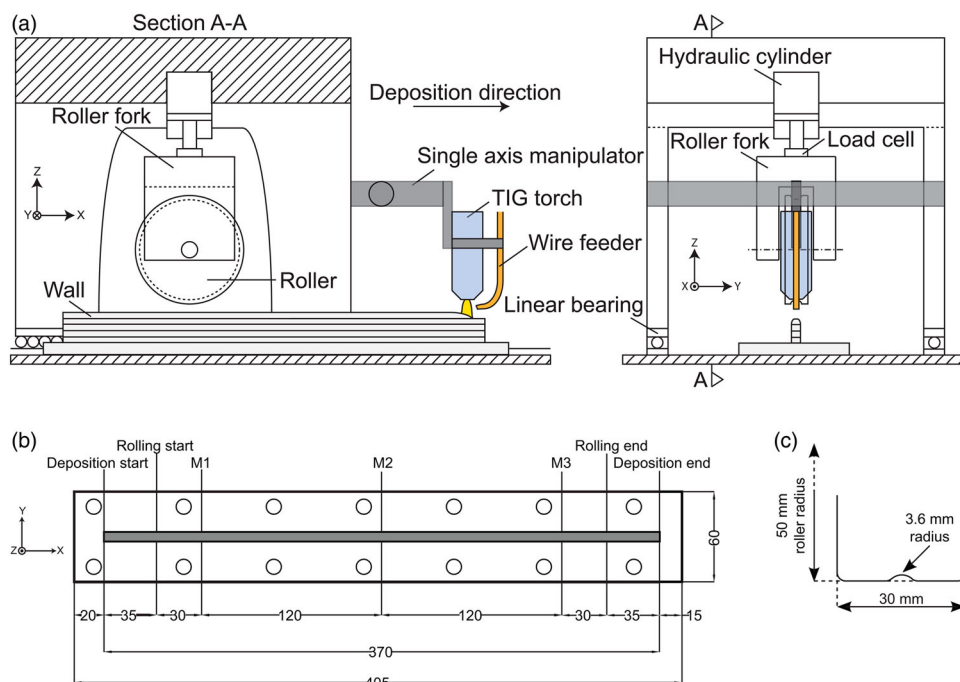 (a)
Section A-A
A
Hydraulic cylinder
Deposition direction
Roller fork
Roller fork
Load cell
Single axis manipulator
Z
Y
X
TIG torch
Wire feeder
Roller
Z
X
Y
Wall
Linear bearing
A
(b)
(c)
Rolling start
Rolling end
Deposition start
M1
M2
M3
Deposition end
50 mm
roller radius
3.6 mm
radius
Y
Z
X
60
30 mm
20
35
30
120
120
30
35
15
370
405